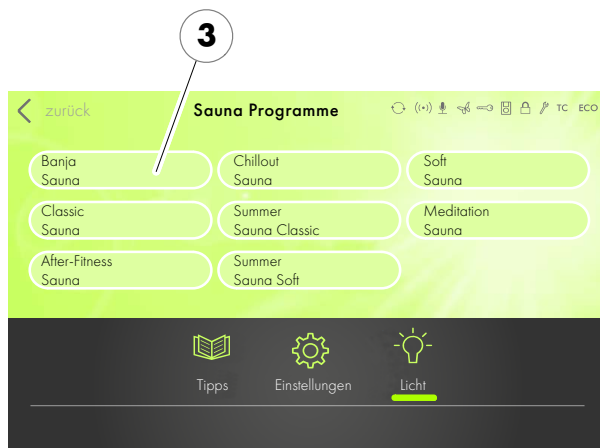 3
zurück
Sauna Programme
TC ECO
Banja
Sauna
Chillout
Sauna
Soft
Sauna
Classic
Sauna
Summer
Sauna Classic
Meditation
Sauna
After-Fitness
Sauna
Summer
Sauna Soft
Tipps
Einstellungen
Licht